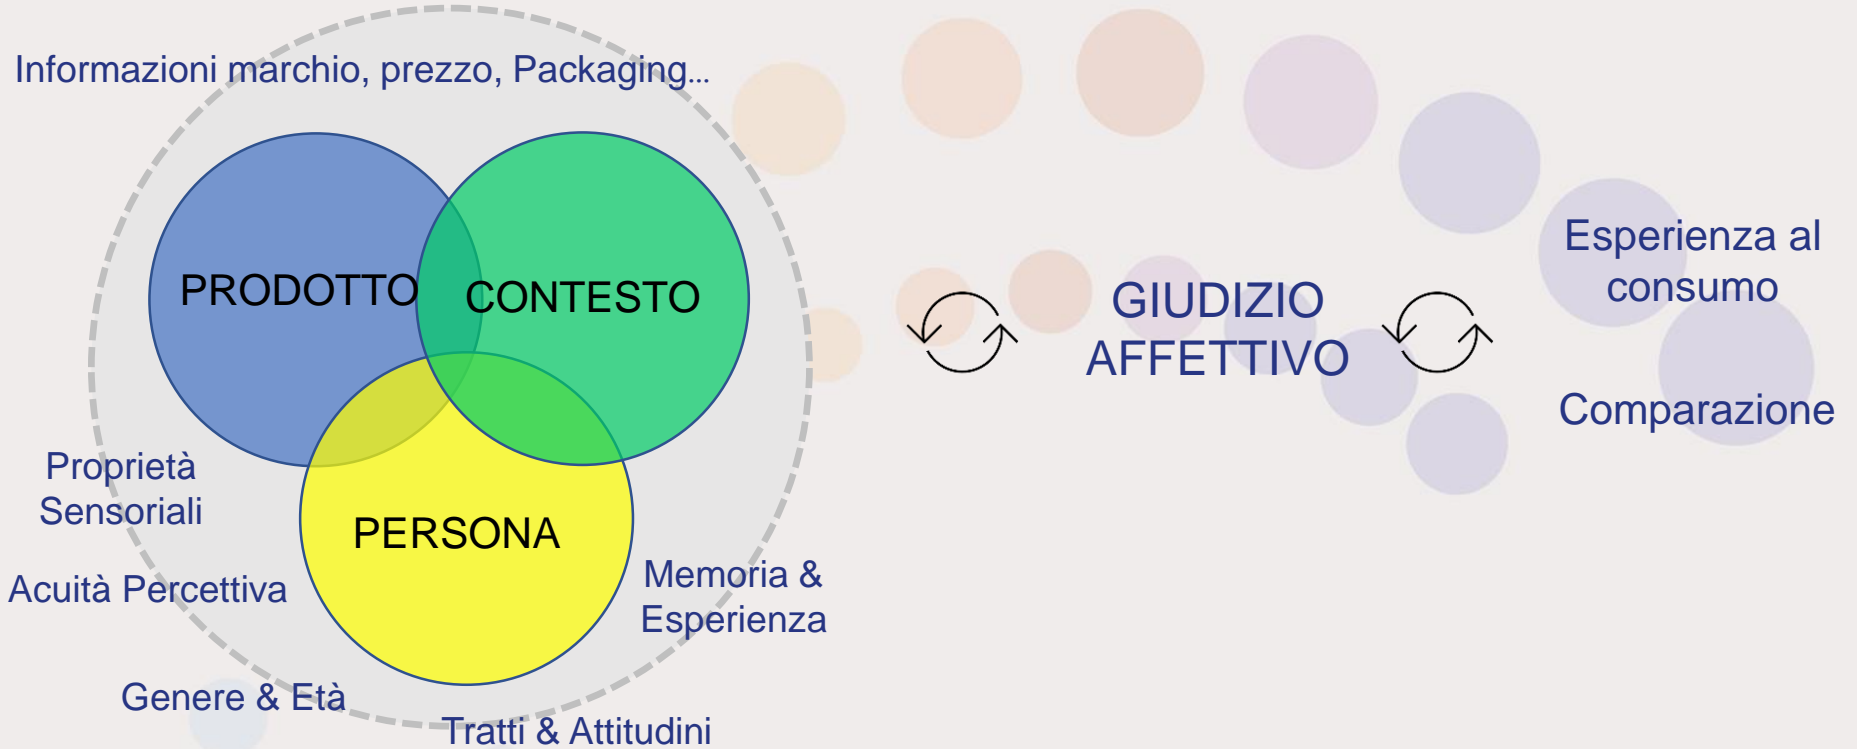 Informazioni marchio, prezzo, Packaging...
PRODOTTO
CONTESTO
PERSONA
Proprietà
Sensoriali
Acuità Percettiva
Genere & Età
Tratti & Attitudini
Memoria &
Esperienza
GIUDIZIO
AFFETTIVO
Esperienza al
consumo
Comparazione